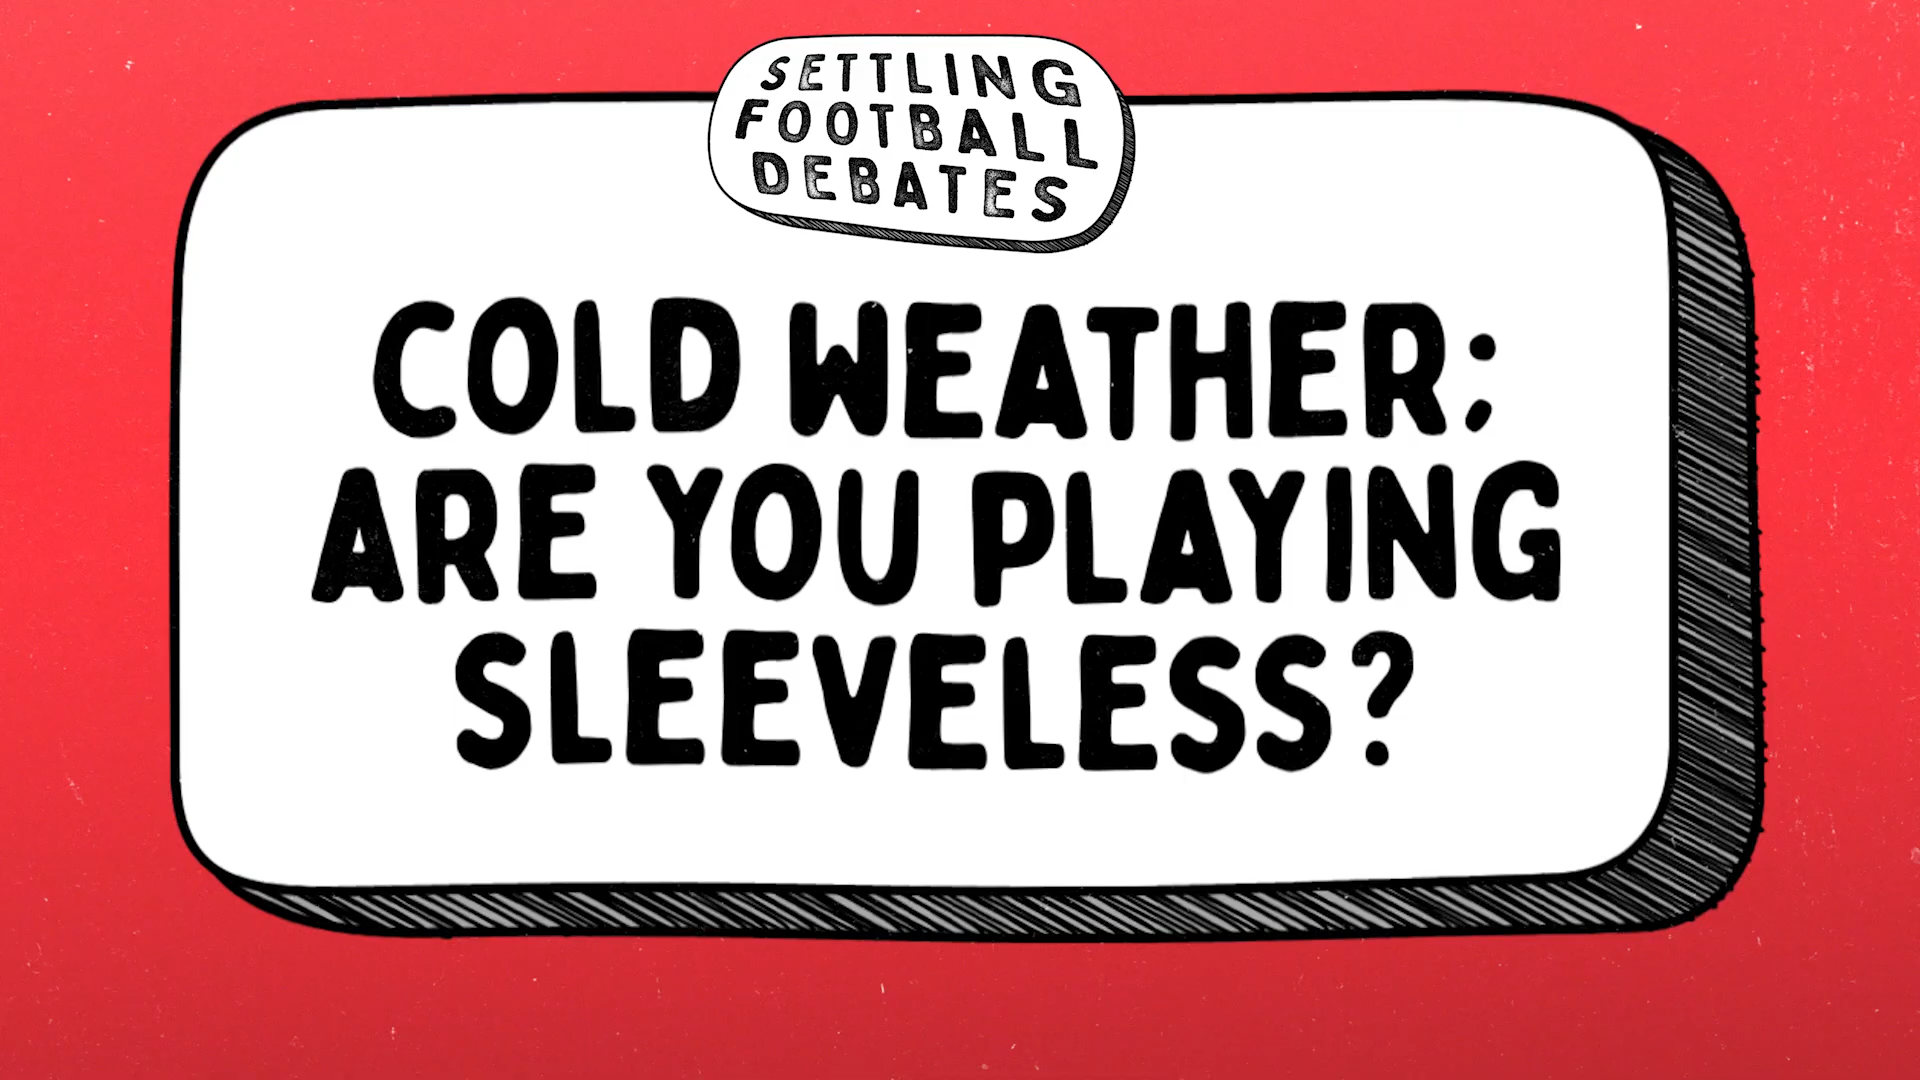 SETTLING
FOOTBALL
DEBATES
COLD WEATHER;
ARE YOU PLAYING
SLEEVELESS?